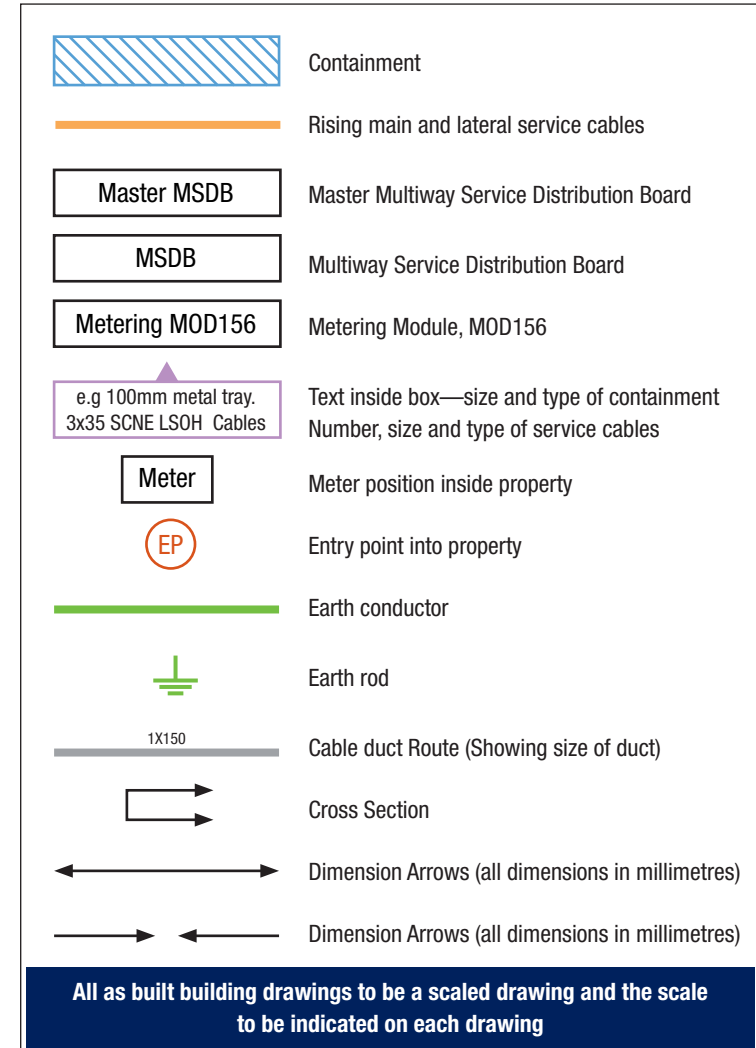 Containment
Rising main and lateral service cables
Master MSDB
Master Multiway Service Distribution Board
MSDB
Multiway Service Distribution Board
Metering MOD156
Metering Module, MOD156
e.g 100mm metal tray.
3x35 SCNE LSOH Cables
Text inside box—size and type of containment
Number, size and type of service cables
Meter
Meter position inside property
EP
Entry point into property
Earth conductor
Earth rod
1X150
Cable duct Route (Showing size of duct)
Cross Section
Dimension Arrows (all dimensions in millimetres)
Dimension Arrows (all dimensions in millimetres)
All as built building drawings to be a scaled drawing and the scale
to be indicated on each drawing